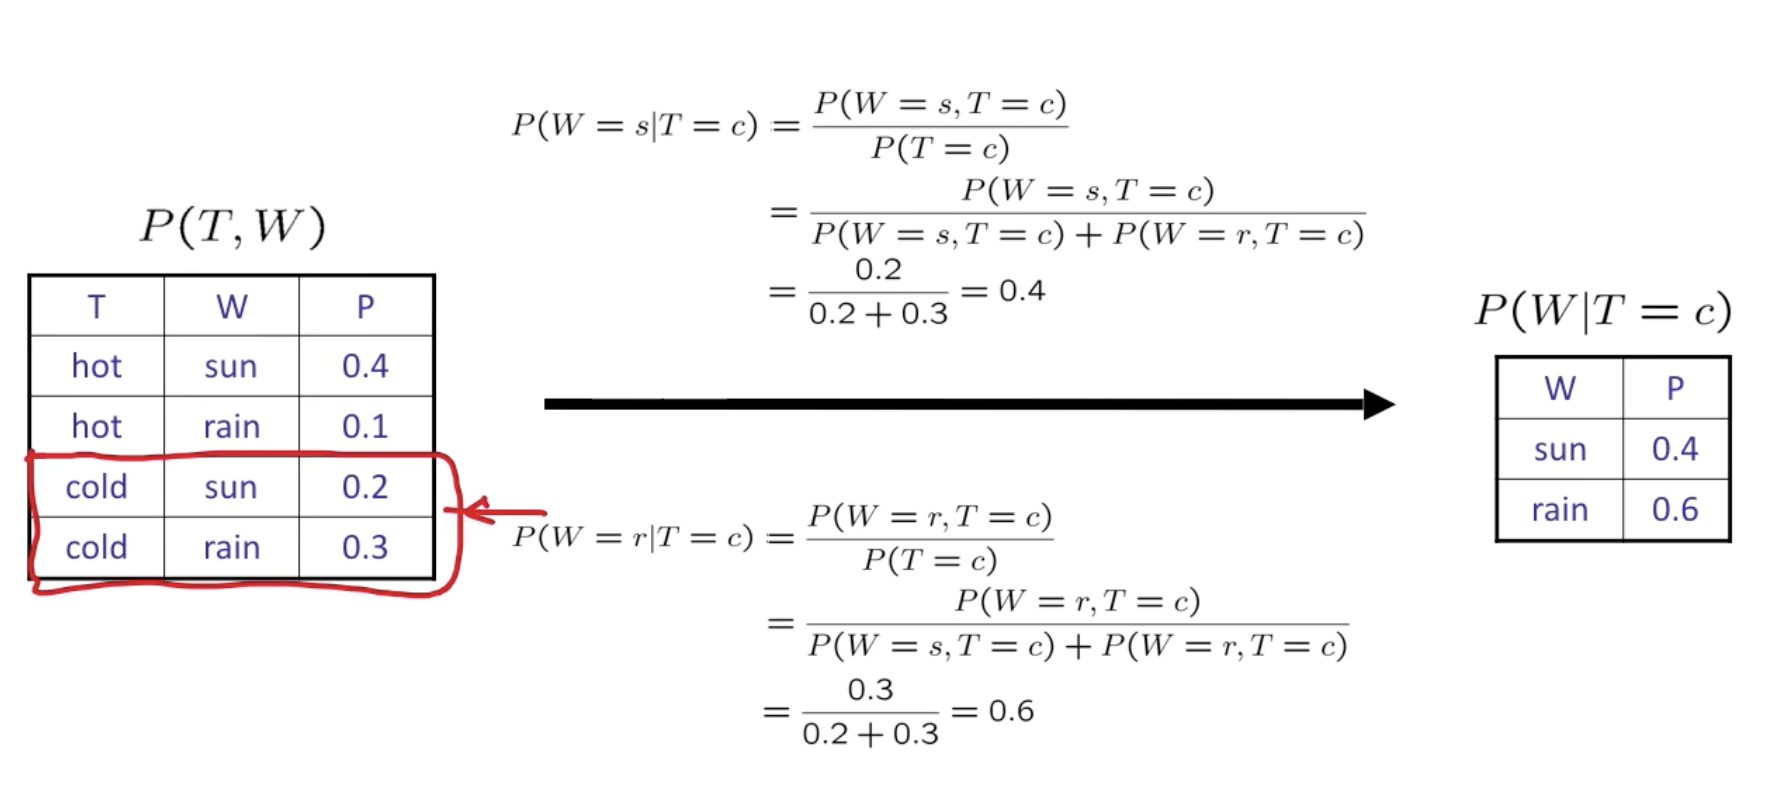 P(T, W)
T W P
hot sun 0.4
hot rain 0.1
cold sun 0.2
cold rain 0.3
P(W = s|T = c) = P(W = s, T = c) / P(T = c)
= P(W = s, T = c) / P(W = s, T = c) + P(W = r, T = c)
= 0.2 / 0.2 + 0.3 = 0.4
P(W = r|T = c) = P(W = r, T = c) / P(T = c)
= P(W = r, T = c) / P(W = s, T = c) + P(W = r, T = c)
= 0.3 / 0.2 + 0.3 = 0.6
P(W|T = c)
W P
sun 0.4
rain 0.6